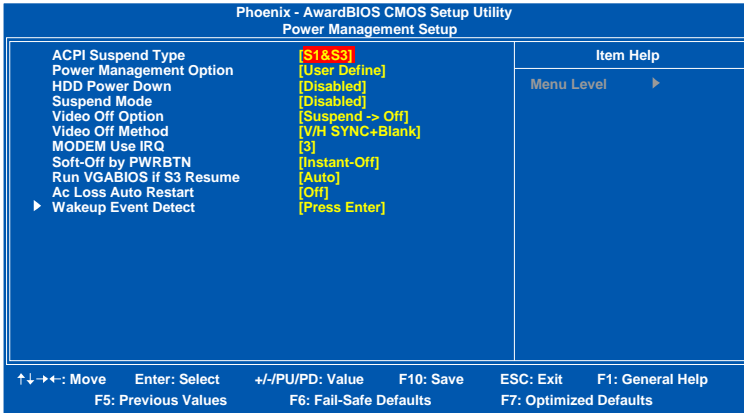 Phoenix - AwardBIOS CMOS Setup Utility
Power Management Setup
ACPI Suspend Type [S1&S3]
Power Management Option [User Define]
HDD Power Down [Disabled]
Suspend Mode [Disabled]
Video Off Option [Suspend -> Off]
Video Off Method [V/H SYNC+Blank]
MODEM Use IRQ [3]
Soft-Off by PWRBTN [Instant-Off]
Run VGABIOS if S3 Resume [Auto]
Ac Loss Auto Restart [Off]
Wakeup Event Detect [Press Enter]
Item Help
Menu Level
↑↓→←: Move Enter: Select +/-/PU/PD: Value F10: Save ESC: Exit F1: General Help
F5: Previous Values F6: Fail-Safe Defaults F7: Optimized Defaults